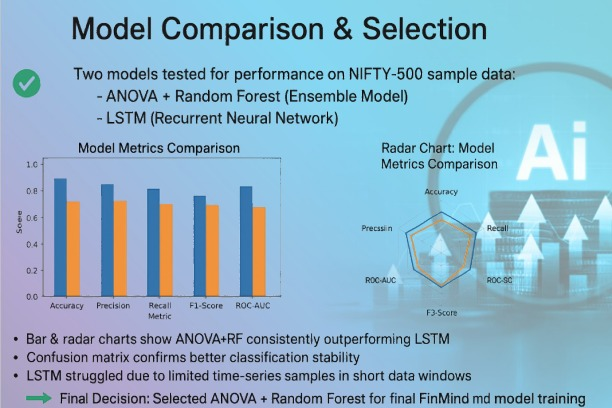 Model Comparison & Selection
Two models tested for performance on NIFTY-500 sample data:
- ANOVA + Random Forest (Ensemble Model)
- LSTM (Recurrent Neural Network)
Model Metrics Comparison
1.0
0.8
0.6
0.4
0.2
0.0
Accuracy
Precision
Recall
F1-Score
ROC-AUC
Metric
Radar Chart: Model
Metrics Comparison
Accuracy
Precssin
Recall
ROC-AUC
ROC-SC
F3-Score
Ai
• Bar & radar charts show ANOVA+RF consistently outperforming LSTM
• Confusion matrix confirms better classification stability
• LSTM struggled due to limited time-series samples in short data windows
Final Decision: Selected ANOVA + Random Forest for final FinMind md model training